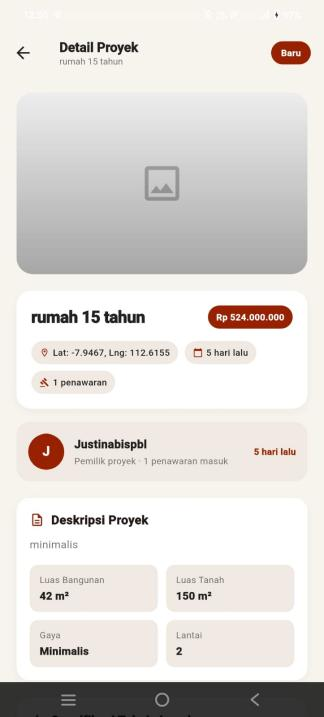 Detail Proyek
rumah 15 tahun
Baru
rumah 15 tahun
Rp 524.000.000
Lat: -7.9467, Lng: 112.6155
5 hari lalu
1 penawaran
J
Justinabispbl
Pemilik proyek · 1 penawaran masuk
5 hari lalu
Deskripsi Proyek
minimalis
Luas Bangunan
42 m²
Luas Tanah
150 m²
Gaya
Minimalis
Lantai
2